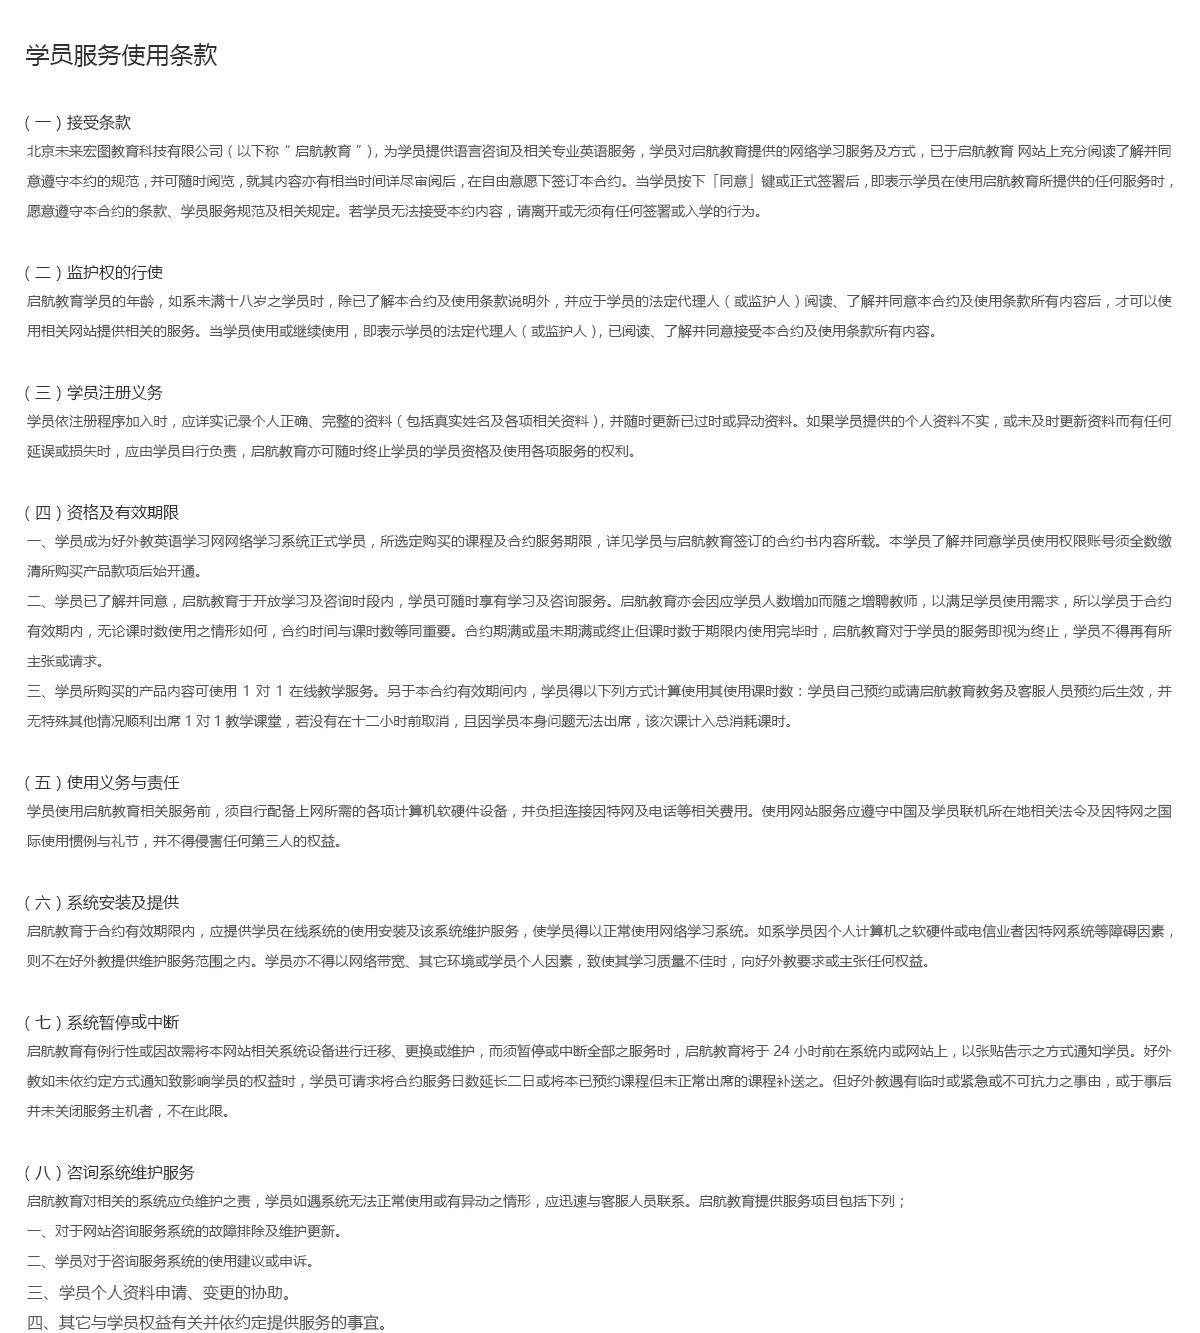 学员服务使用条款
（一）接受条款
北京未来宏图教育科技有限公司（以下称“启航教育”），为学员提供语言咨询及相关专业英语服务，学员对启航教育提供的网络学习服务及方式，已于启航教育 网站上充分阅读了解并同
意遵守本约的规范，并可随时阅览，就其内容亦有相当时间详尽审阅后，在自由意愿下签订本合约。当学员按下「同意」键或正式签署后，即表示学员在使用启航教育所提供的任何服务时，
愿意遵守本合约的条款、学员服务规范及相关规定。若学员无法接受本约内容，请离开或无须有任何签署或入学的行为。
（二）监护权的行使
启航教育学员的年龄，如系未满十八岁之学员时，除已了解本合约及使用条款说明外，并应于学员的法定代理人（或监护人）阅读、了解并同意本合约及使用条款所有内容后，才可以使
用相关网站提供相关的服务。当学员使用或继续使用，即表示学员的法定代理人（或监护人），已阅读、了解并同意接受本合约及使用条款所有内容。
（三）学员注册义务
学员依注册程序加入时，应详实记录个人正确、完整的资料（包括真实姓名及各项相关资料），并随时更新已过时或异动资料。如果学员提供的个人资料不实，或未及时更新资料而有任何
延误或损失时，应由学员自行负责，启航教育亦可随时终止学员的学员资格及使用各项服务的权利。
（四）资格及有效期限
一、学员成为好外教英语学习网网络学习系统正式学员，所选定购买的课程及合约服务期限，详见学员与启航教育签订的合约书内容所载。本学员了解并同意学员使用权限账号须全数缴
清所购买产品款项后始开通。
二、学员已了解并同意，启航教育于开放学习及咨询时段内，学员可随时享有学习及咨询服务。启航教育亦会因应学员人数增加而随之增聘教师，以满足学员使用需求，所以学员于合约
有效期内，无论课时数使用之情形如何，合约时间与课时数等同重要。合约期满或虽未期满或终止但课时数于期限内使用完毕时，启航教育对于学员的服务即视为终止，学员不得再有所
主张或请求。
三、学员所购买的产品内容可使用 1 对 1 在线教学服务。另于本合约有效期间内，学员得以下列方式计算使用其使用课时数：学员自己预约或请启航教育教务及客服人员预约后生效，并
无特殊其他情况顺利出席 1 对 1 教学课堂，若没有在十二小时前取消，且因学员本身问题无法出席，该次课计入总消耗课时。
（五）使用义务与责任
学员使用启航教育相关服务前，须自行配备上网所需的各项计算机软硬件设备，并负担连接因特网及电话等相关费用。使用网站服务应遵守中国及学员联机所在地相关法令及因特网之国
际使用惯例与礼节，并不得侵害任何第三人的权益。
（六）系统安装及提供
启航教育于合约有效期限内，应提供学员在线系统的使用安装及该系统维护服务，使学员得以正常使用网络学习系统。如系学员因个人计算机之软硬件或电信业者因特网系统等障碍因素，
则不在好外教提供维护服务范围之内。学员亦不得以网络带宽、其它环境或学员个人因素，致使其学习质量不佳时，向好外教要求或主张任何权益。
（七）系统暂停或中断
启航教育有例行性或因故需将本网站相关系统设备进行迁移、更换或维护，而须暂停或中断全部之服务时，启航教育将于 24 小时前在系统内或网站上，以张贴告示之方式通知学员。好外
教如未依约定方式通知致影响学员的权益时，学员可请求将合约服务日数延长二日或将本已预约课程但未正常出席的课程补送之。但好外教遇有临时或紧急或不可抗力之事由，或于事后
并未关闭服务主机者，不在此限。
（八）咨询系统维护服务
启航教育对相关的系统应负维护之责，学员如遇系统无法正常使用或有异动之情形，应迅速与客服人员联系。启航教育提供服务项目包括下列；
一、对于网站咨询服务系统的故障排除及维护更新。
二、学员对于咨询服务系统的使用建议或申诉。
三、学员个人资料申请、变更的协助。
四、其它与学员权益有关并依约定提供服务的事宜。